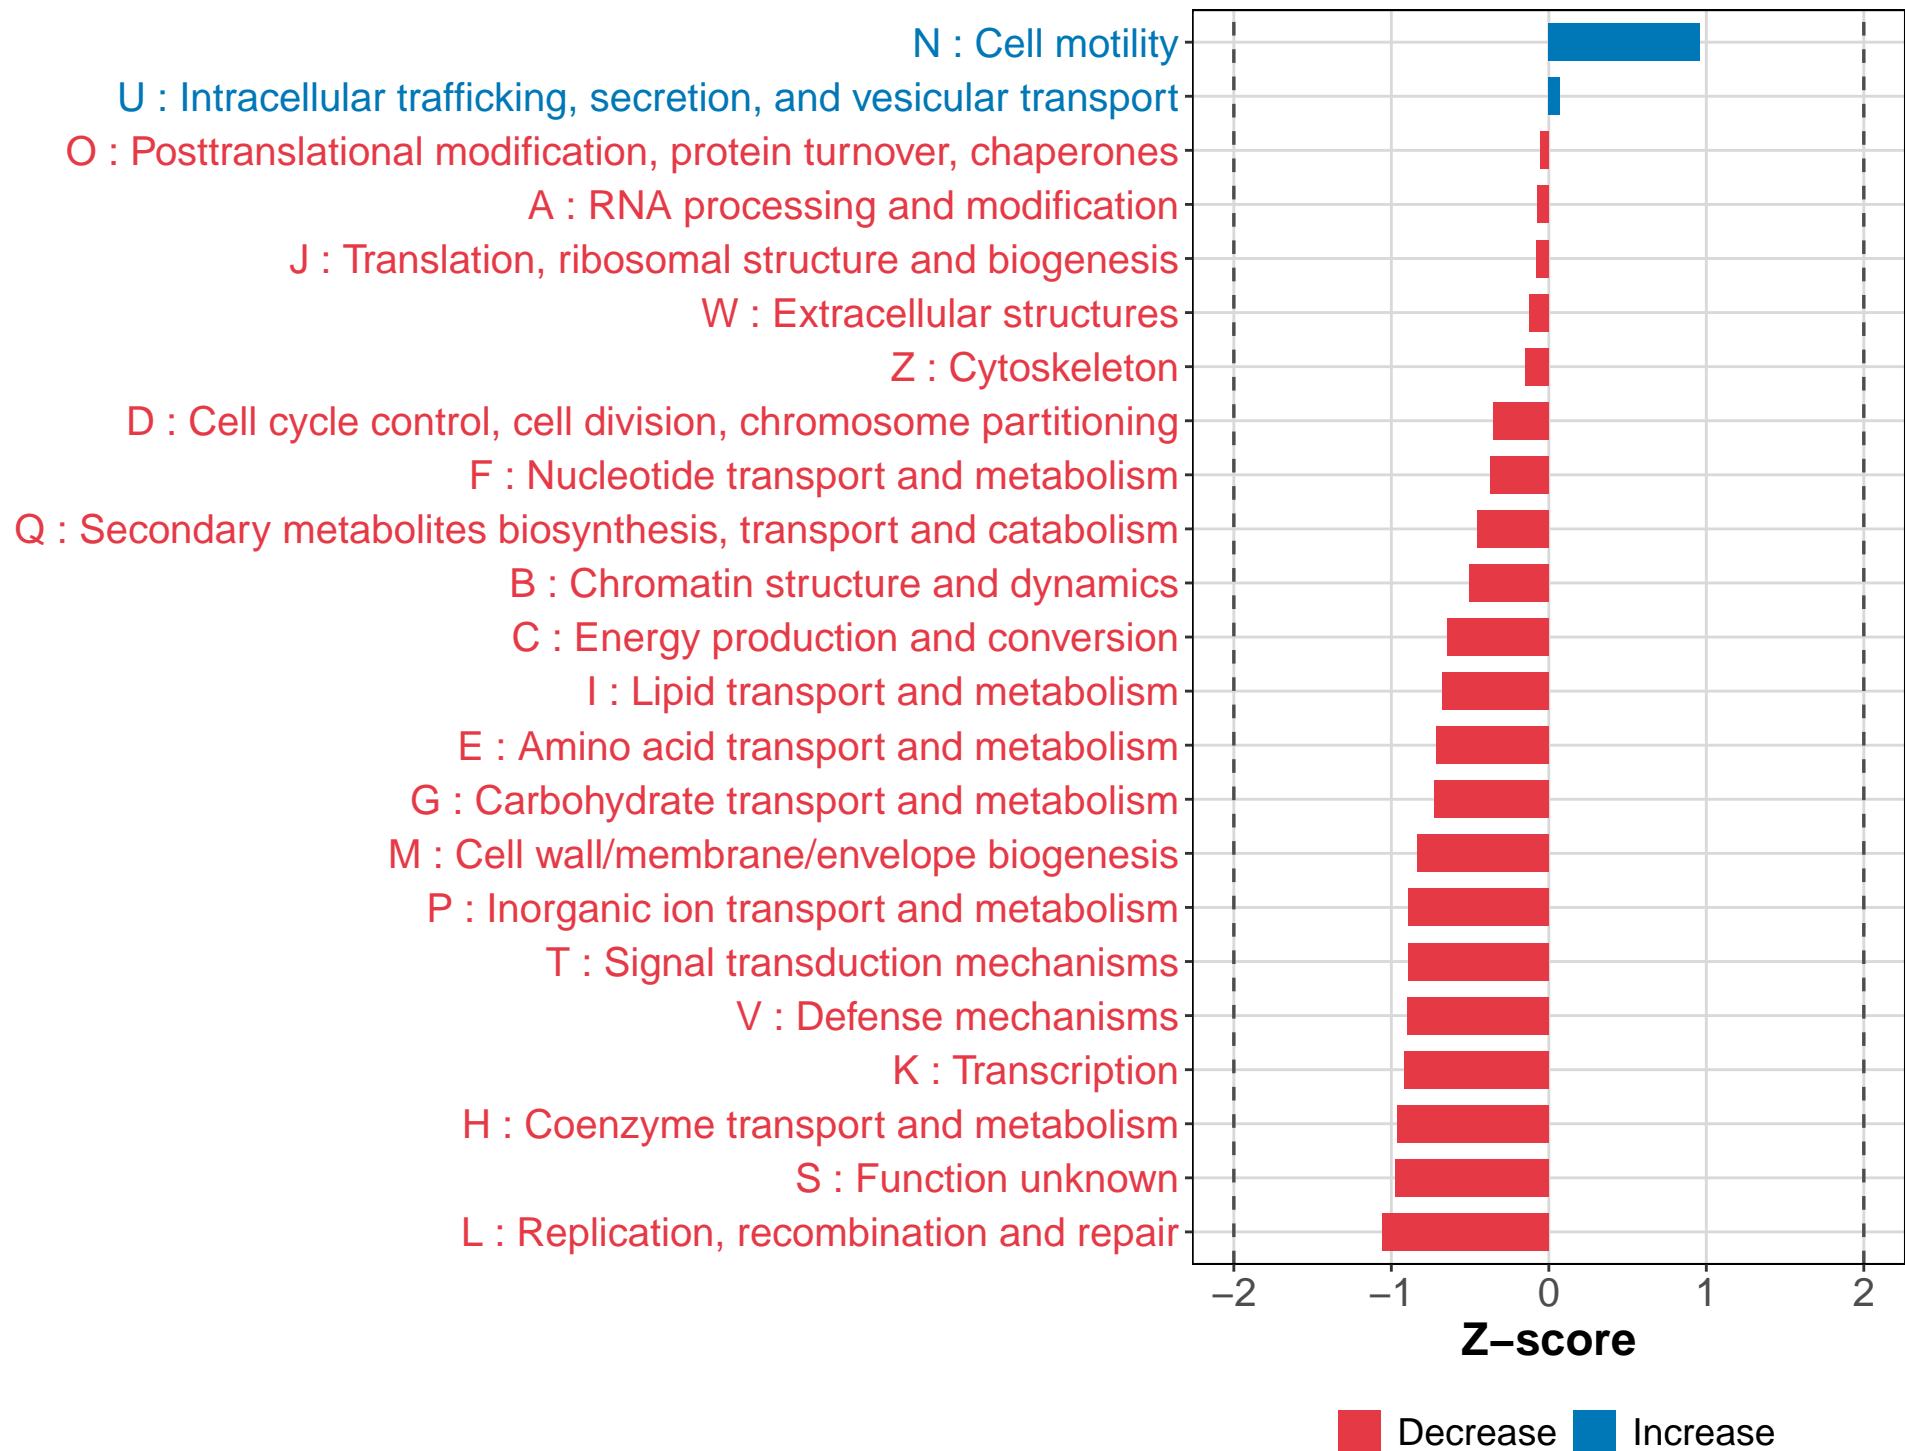 N : Cell motility
U : Intracellular trafficking, secretion, and vesicular transport
O : Posttranslational modification, protein turnover, chaperones
A : RNA processing and modification
J : Translation, ribosomal structure and biogenesis
W : Extracellular structures
Z : Cytoskeleton
D : Cell cycle control, cell division, chromosome partitioning
F : Nucleotide transport and metabolism
Q : Secondary metabolites biosynthesis, transport and catabolism
B : Chromatin structure and dynamics
C : Energy production and conversion
I : Lipid transport and metabolism
E : Amino acid transport and metabolism
G : Carbohydrate transport and metabolism
M : Cell wall/membrane/envelope biogenesis
P : Inorganic ion transport and metabolism
T : Signal transduction mechanisms
V : Defense mechanisms
K : Transcription
H : Coenzyme transport and metabolism
S : Function unknown
L : Replication, recombination and repair
−2 −1 0 1 2
Z−score
Decrease Increase